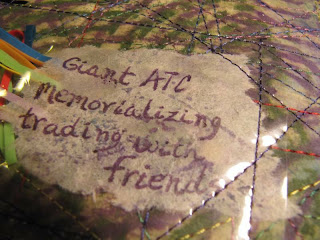 Giant ATC
Memorializing
trading with
friend